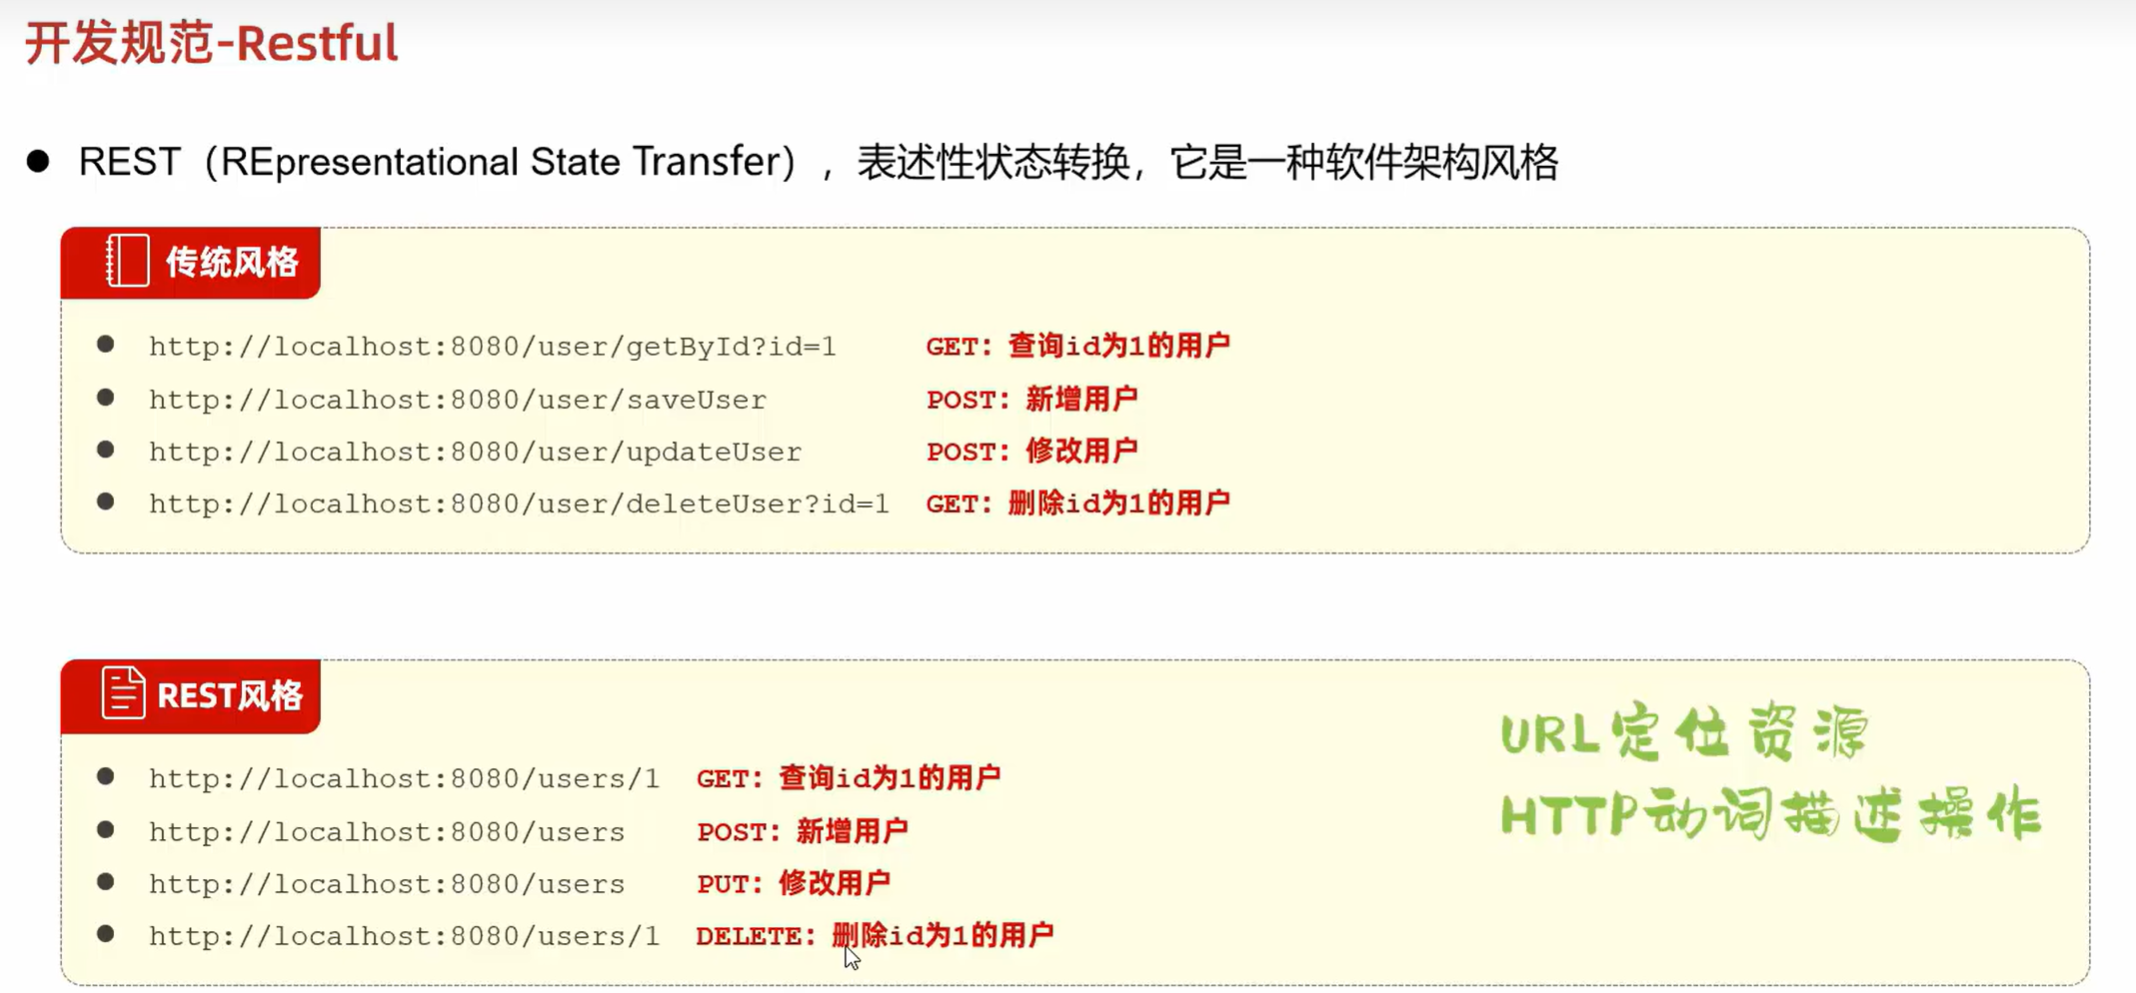 开发规范-Restful
REST（REpresentational State Transfer），表述性状态转换，它是一种软件架构风格
传统风格
http://localhost:8080/user/getById?id=1 GET：查询id为1的用户
http://localhost:8080/user/saveUser POST：新增用户
http://localhost:8080/user/updateUser POST：修改用户
http://localhost:8080/user/deleteUser?id=1 GET：删除id为1的用户
REST风格
URL定位资源
HTTP动词描述操作
http://localhost:8080/users/1 GET：查询id为1的用户
http://localhost:8080/users POST：新增用户
http://localhost:8080/users PUT：修改用户
http://localhost:8080/users/1 DELETE：删除id为1的用户